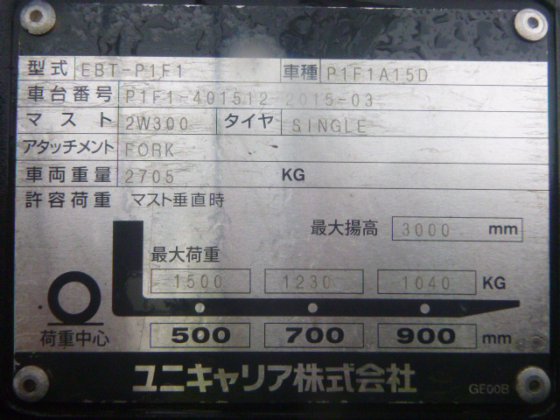 型式 EBT-P1F1 車種 P1F1A15D
車台番号 P1F1-401512 2015-03
マスト 2W300 タイヤ SINGLE
アタッチメント FORK
車両重量 2705 KG
許容荷重 マスト垂直時
最大揚高 3000 mm
最大荷重
1500 1230 1040 KG
荷重中心 500 700 900 mm
ユニキャリア株式会社
GE00B